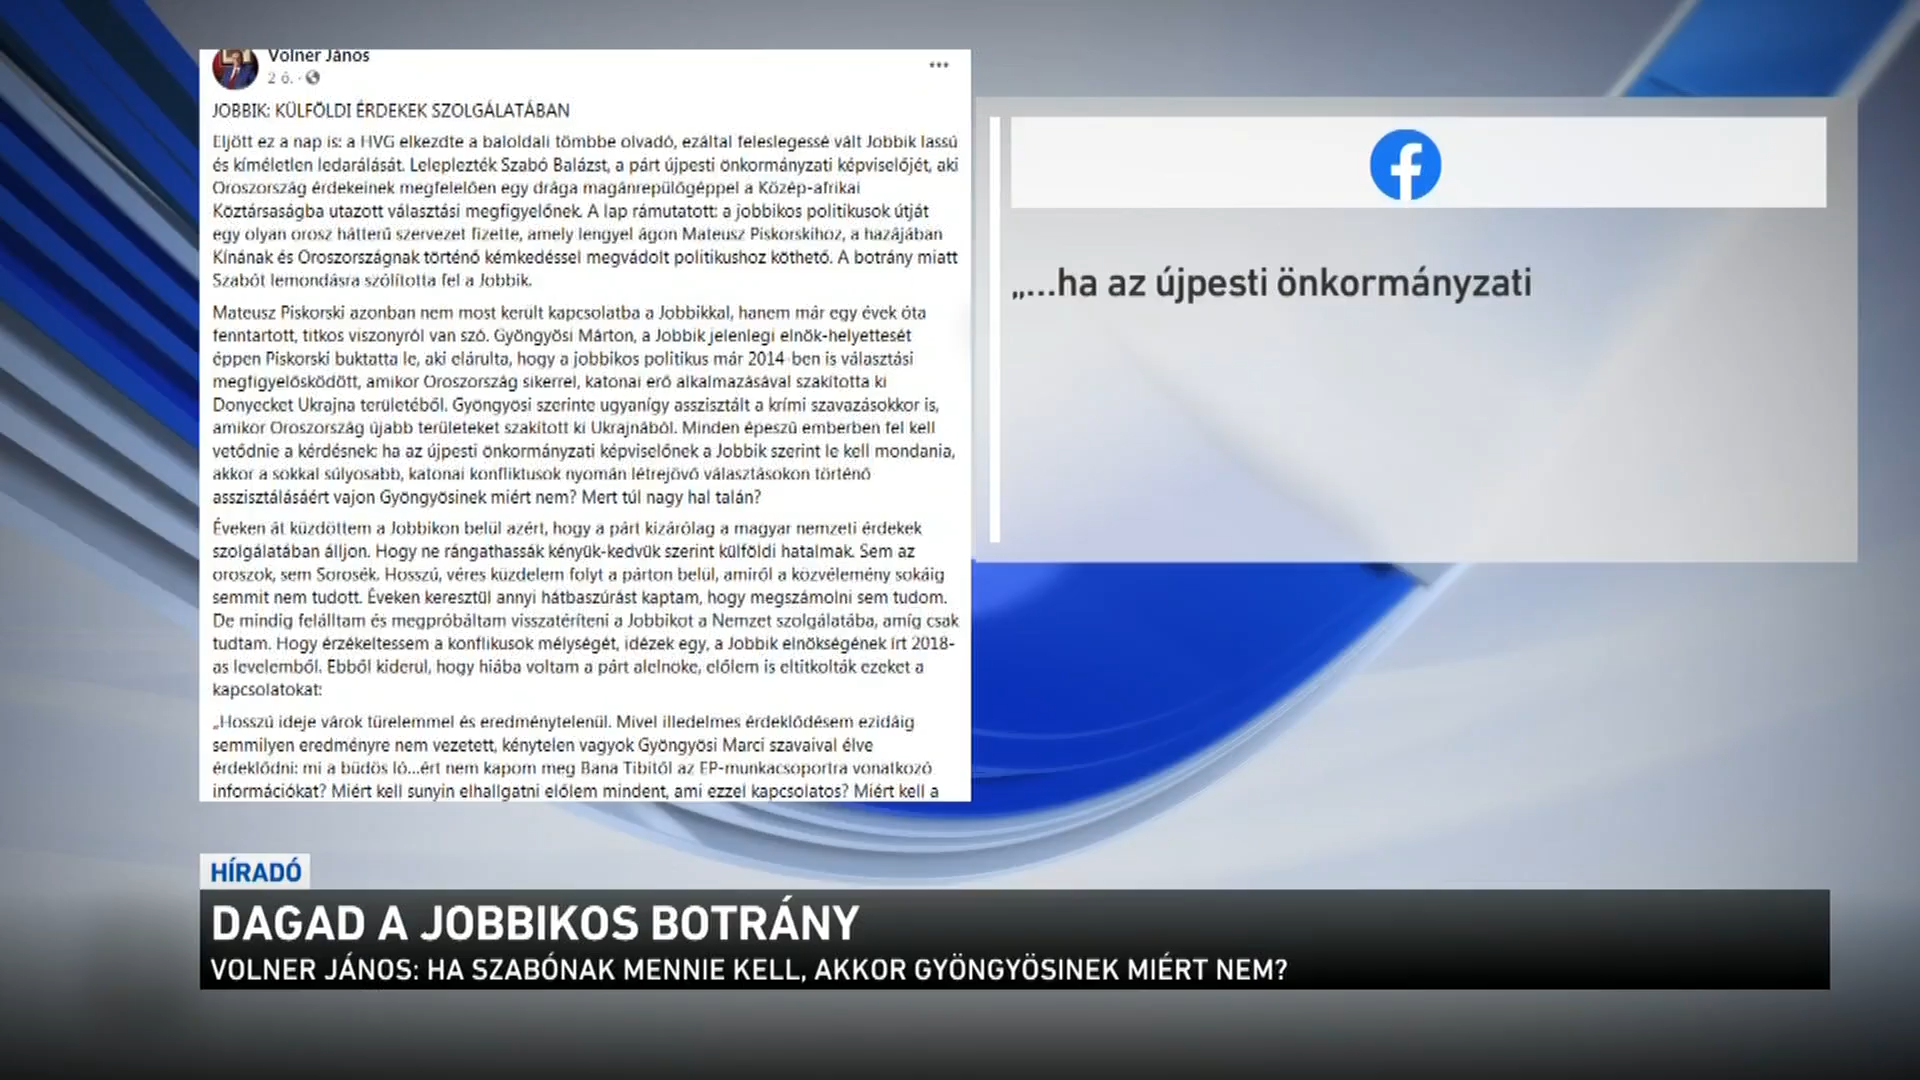 Volner János
2 ó.
JOBBIK: KÜLFÖLDI ÉRDEKEK SZOLGÁLATÁBAN
Eljött ez a nap is: a HVG elkezdte a baloldali tömbbe olvadó, ezáltal feleslegessé vált Jobbik lassú
és kíméletlen ledarálását. Leleplezték Szabó Balázst, a párt újpesti önkormányzati képviselőjét, aki
Oroszország érdekeinek megfelelően egy drága magánrepülőgéppel a Közép-afrikai
Köztársaságba utazott választási megfigyelőnek. A lap rámutatott: a jobbikos politikusok útját
egy olyan orosz hátterű szervezet fizette, amely lengyel ágon Mateusz Piskorskihoz, a hazájában
Kínának és Oroszországnak történő kémkedéssel megvádolt politikushoz köthető. A botrány miatt
Szabót lemondásra szólította fel a Jobbik.
Mateusz Piskorski azonban nem most került kapcsolatba a Jobbikkal, hanem már egy évek óta
fenntartott, titkos viszonyról van szó. Gyöngyösi Márton, a Jobbik jelenlegi elnök-helyettesét
éppen Piskorski buktatta le, aki elárulta, hogy a jobbikos politikus már 2014-ben is választási
megfigyelősködött, amikor Oroszország sikerrel, katonai erő alkalmazásával szakította ki
Donyecket Ukrajna területéből. Gyöngyösi szerinte ugyanígy asszisztált a krími szavazásokkor is,
amikor Oroszország újabb területeket szakított ki Ukrajnából. Minden épeszű emberben fel kell
vetődnie a kérdésnek: ha az újpesti önkormányzati képviselőnek a Jobbik szerint le kell mondania,
akkor a sokkal súlyosabb, katonai konfliktusok nyomán létrejövő választásokon történő
asszisztálásáért vajon Gyöngyösinek miért nem? Mert túl nagy hal talán?
Éveken át küzdöttem a Jobbikon belül azért, hogy a párt kizárólag a magyar nemzeti érdekek
szolgálatában álljon. Hogy ne rángathassák kényük-kedvük szerint külföldi hatalmak. Sem az
oroszok, sem Sorosék. Hosszú, véres küzdelem folyt a párton belül, amiről a közvélemény sokáig
semmit nem tudott. Éveken keresztül annyi hátbaszúrást kaptam, hogy megszámolni sem tudom.
De mindig felálltam és megpróbáltam visszatéríteni a Jobbikot a Nemzet szolgálatába, amíg csak
tudtam. Hogy érzékeltessem a konflikusok mélységét, idézek egy, a Jobbik elnökségének írt 2018-
as levelemből. Ebből kiderül, hogy hiába voltam a párt alelnöke, előlem is eltitkolták ezeket a
kapcsolatokat:
„Hosszú ideje várok türelemmel és eredménytelenül. Mivel illedelmes érdeklődésem ezidáig
semmilyen eredményre nem vezetett, kénytelen vagyok Gyöngyösi Marci szavaival élve
érdeklődni: mi a büdös ló...ért nem kapom meg Bana Tibitől az EP-munkacsoportra vonatkozó
információkat? Miért kell sunyin elhallgatni előlem mindent, ami ezzel kapcsolatos? Miért kell a
„...ha az újpesti önkormányzati
HÍRADÓ
DAGAD A JOBBIKOS BOTRÁNY
VOLNER JÁNOS: HA SZABÓNAK MENNIE KELL, AKKOR GYÖNGYÖSINEK MIÉRT NEM?